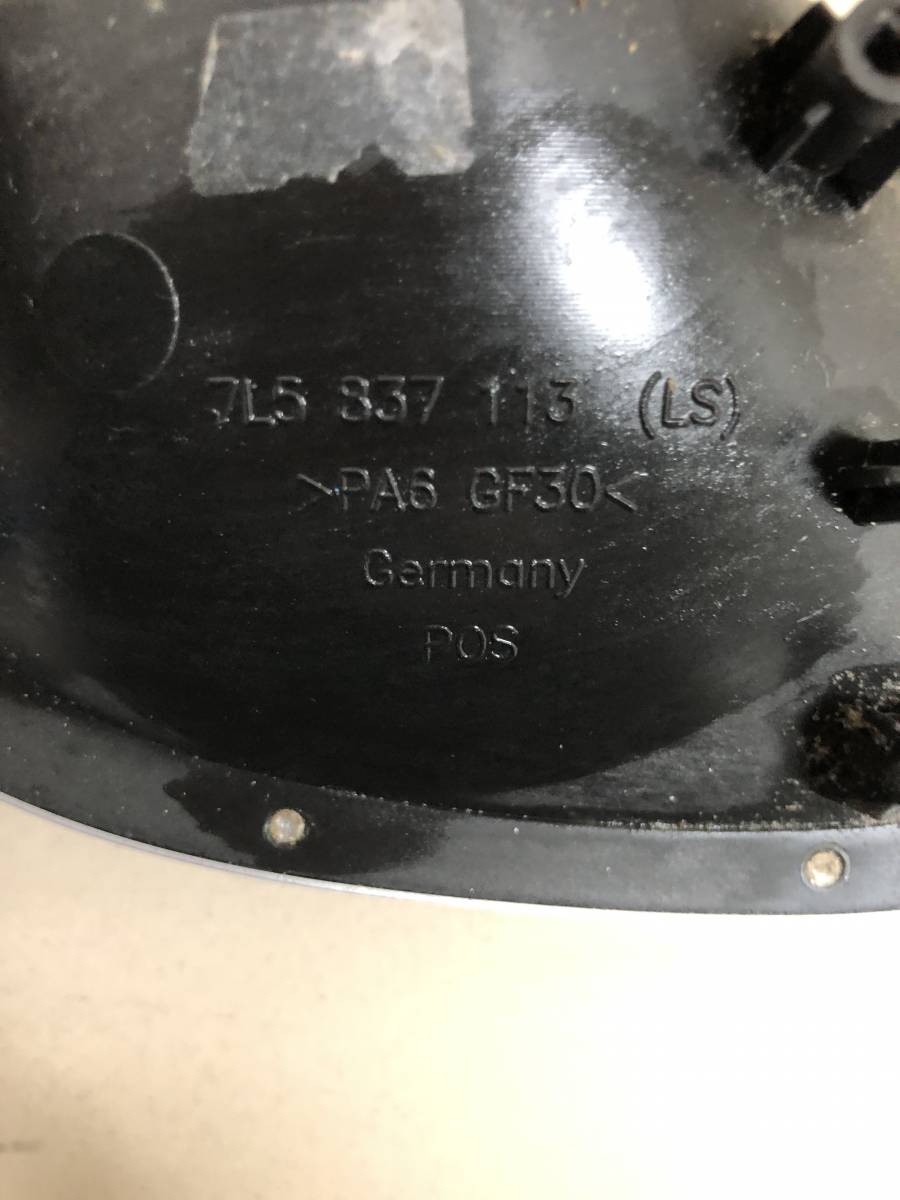 7L5 837 113 (LS)
>PA6 GF30<
Germany
POS